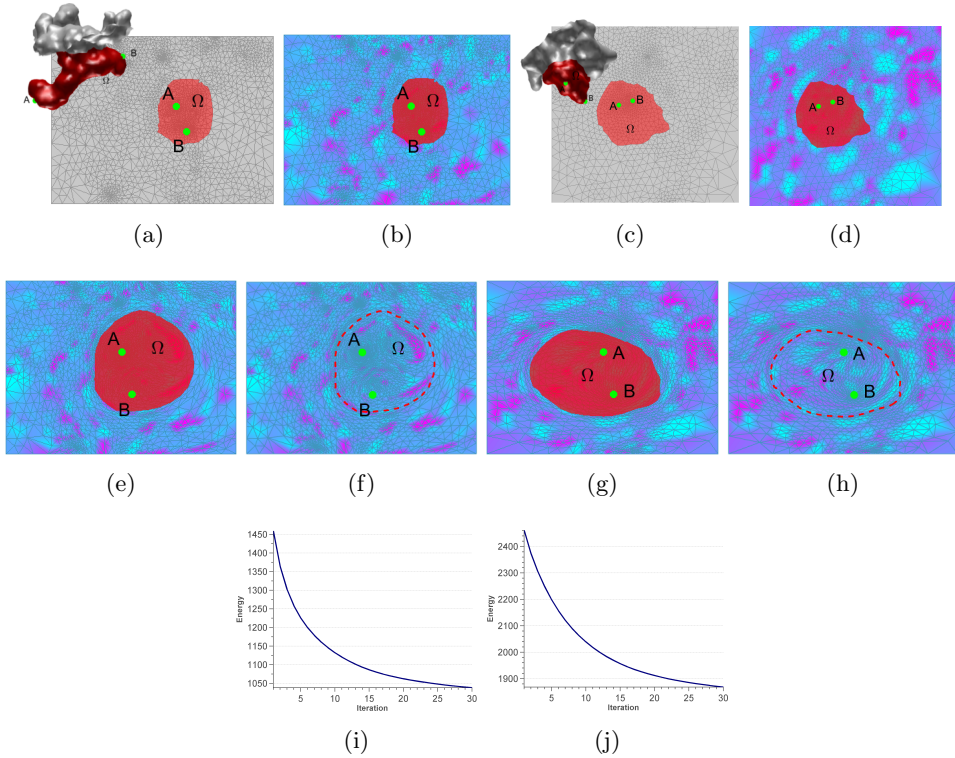 B
Ω
A
A
Ω
B
A
Ω
B
B
A
B
Ω
A
B
Ω
(a)
(b)
(c)
(d)
A
Ω
B
A
Ω
B
A
Ω
B
A
Ω
B
(e)
(f)
(g)
(h)
1450
1400
1350
1300
1250
1200
1150
1100
1050
Energy
5
10
15
20
25
30
Iteration
2400
2300
2200
2100
2000
1900
Energy
5
10
15
20
25
30
Iteration
(i)
(j)